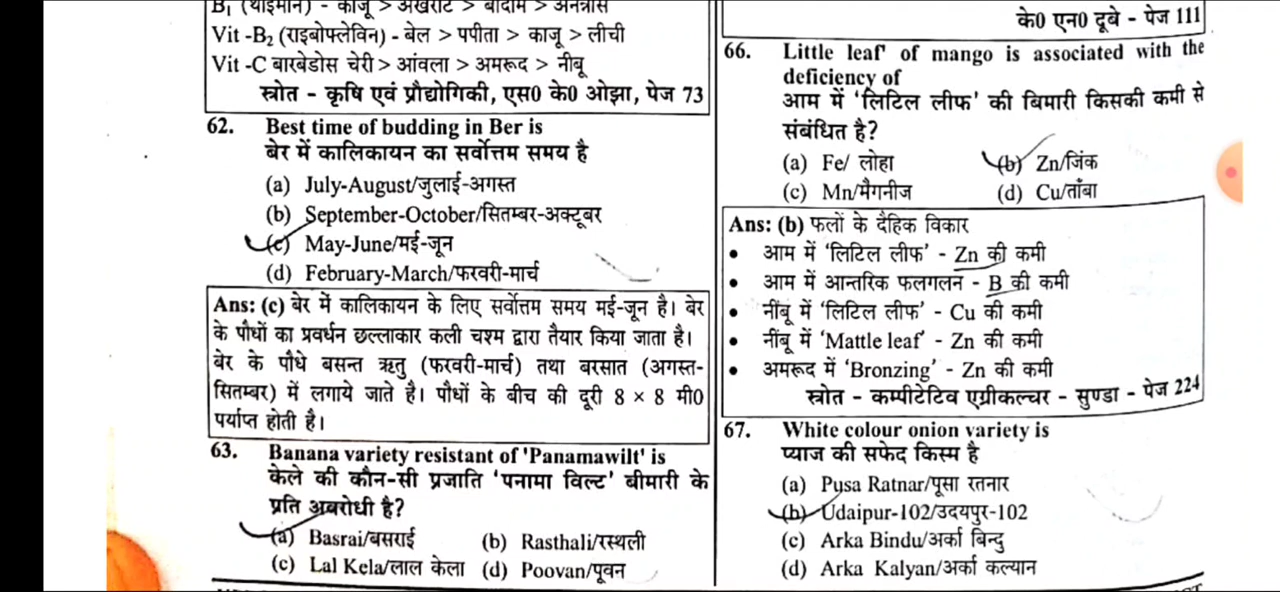 B₁ (थाइमीन) - काजू > अखरोट > बादाम > अनन्नास
Vit -B₂ (राइबोफ्लेविन) - बेल > पपीता > काजू > लीची
Vit -C बारबेडोस चेरी > आंवला > अमरूद > नीबू
स्त्रोत - कृषि एवं प्रौद्योगिकी, एस0 के0 ओझा, पेज 73
62. Best time of budding in Ber is
बेर में कालिकायन का सर्वोत्तम समय है
(a) July-August/जुलाई-अगस्त
(b) September-October/सितम्बर-अक्टूबर
(c) May-June/मई-जून
(d) February-March/फरवरी-मार्च
Ans: (c) बेर में कालिकायन के लिए सर्वोत्तम समय मई-जून है। बेर
के पौधों का प्रवर्धन छल्लाकार कली चश्म द्वारा तैयार किया जाता है।
बेर के पौधे बसन्त ऋतु (फरवरी-मार्च) तथा बरसात (अगस्त-
सितम्बर) में लगाये जाते है। पौधों के बीच की दूरी 8 × 8 मी0
पर्याप्त होती है।
63. Banana variety resistant of 'Panamawilt' is
केले की कौन-सी प्रजाति ‘पनामा विल्ट’ बीमारी के
प्रति अवरोधी है?
(a) Basrai/बसराई (b) Rasthali/रस्थली
(c) Lal Kela/लाल केला (d) Poovan/पूवन
के0 एन0 दूबे - पेज 111
66. Little leaf' of mango is associated with the
deficiency of
आम में ‘लिटिल लीफ’ की बिमारी किसकी कमी से
संबंधित है?
(a) Fe/ लोहा (b) Zn/जिंक
(c) Mn/मैगनीज (d) Cu/ताँबा
Ans: (b) फलों के दैहिक विकार
• आम में ‘लिटिल लीफ’ - Zn की कमी
• आम में आन्तरिक फलगलन - B की कमी
• नींबू में ‘लिटिल लीफ’ - Cu की कमी
• नींबू में ‘Mattle leaf’ - Zn की कमी
• अमरूद में ‘Bronzing’ - Zn की कमी
स्त्रोत - कम्पीटेटिव एग्रीकल्चर - सुण्डा - पेज 224
67. White colour onion variety is
प्याज की सफेद किस्म है
(a) Pusa Ratnar/पूसा रतनार
(b) Udaipur-102/उदयपुर-102
(c) Arka Bindu/अर्का बिन्दु
(d) Arka Kalyan/अर्का कल्यान